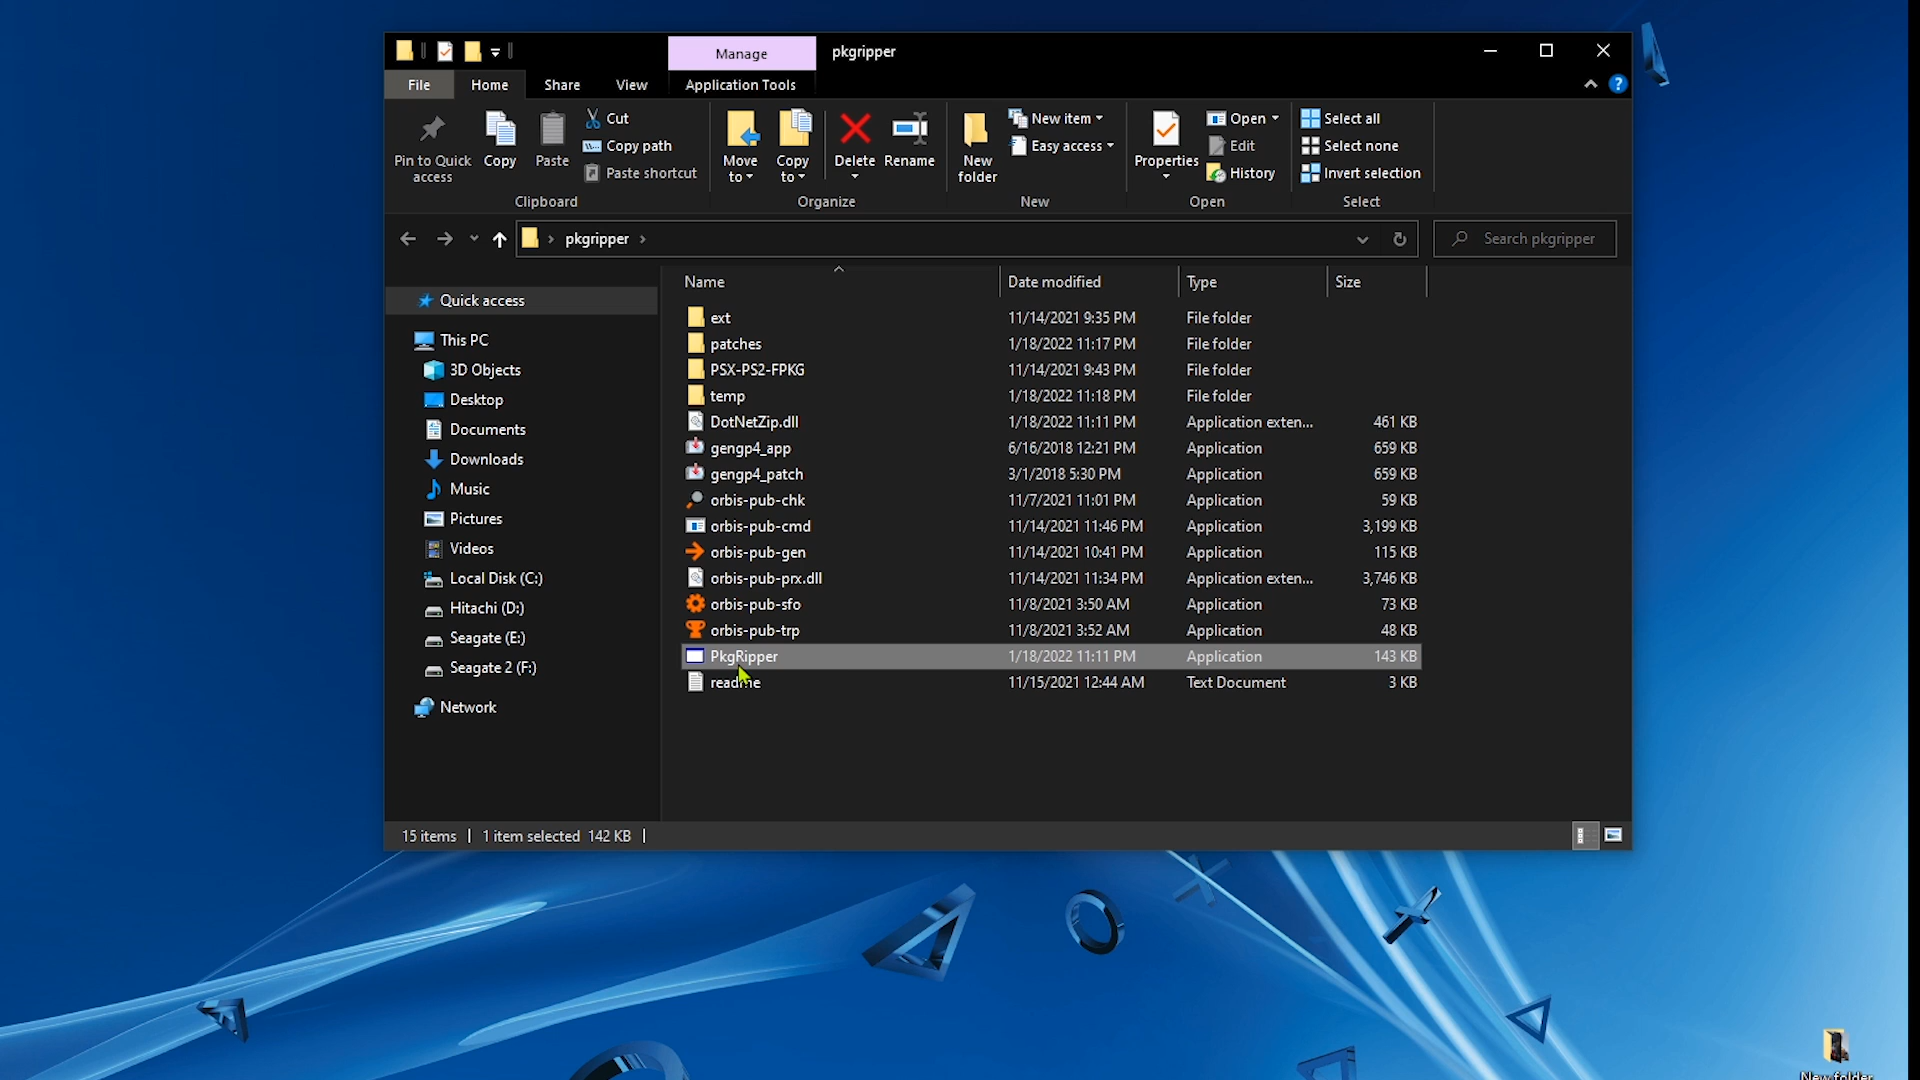 Manage
pkgripper
File
Home
Share
View
Application Tools
Pin to Quick access
Copy
Paste
Cut
Copy path
Paste shortcut
Clipboard
Move to
Copy to
Delete
Rename
Organize
New folder
New item
Easy access
New
Properties
Open
Edit
History
Open
Select all
Select none
Invert selection
Select
pkgripper
Search pkgripper
Name Date modified Type Size
Quick access
This PC
3D Objects
Desktop
Documents
Downloads
Music
Pictures
Videos
Local Disk (C:)
Hitachi (D:)
Seagate (E:)
Seagate 2 (F:)
Network
ext 11/14/2021 9:35 PM File folder
patches 1/18/2022 11:17 PM File folder
PSX-PS2-FPKG 11/14/2021 9:43 PM File folder
temp 1/18/2022 11:18 PM File folder
DotNetZip.dll 1/18/2022 11:11 PM Application exten... 461 KB
gengp4_app 6/16/2018 12:21 PM Application 659 KB
gengp4_patch 3/1/2018 5:30 PM Application 659 KB
orbis-pub-chk 11/7/2021 11:01 PM Application 59 KB
orbis-pub-cmd 11/14/2021 11:46 PM Application 3,199 KB
orbis-pub-gen 11/14/2021 10:41 PM Application 115 KB
orbis-pub-prx.dll 11/14/2021 11:34 PM Application exten... 3,746 KB
orbis-pub-sfo 11/8/2021 3:50 AM Application 73 KB
orbis-pub-trp 11/8/2021 3:52 AM Application 48 KB
PkgRipper 1/18/2022 11:11 PM Application 143 KB
readme 11/15/2021 12:44 AM Text Document 3 KB
15 items 1 item selected 142 KB
New folder